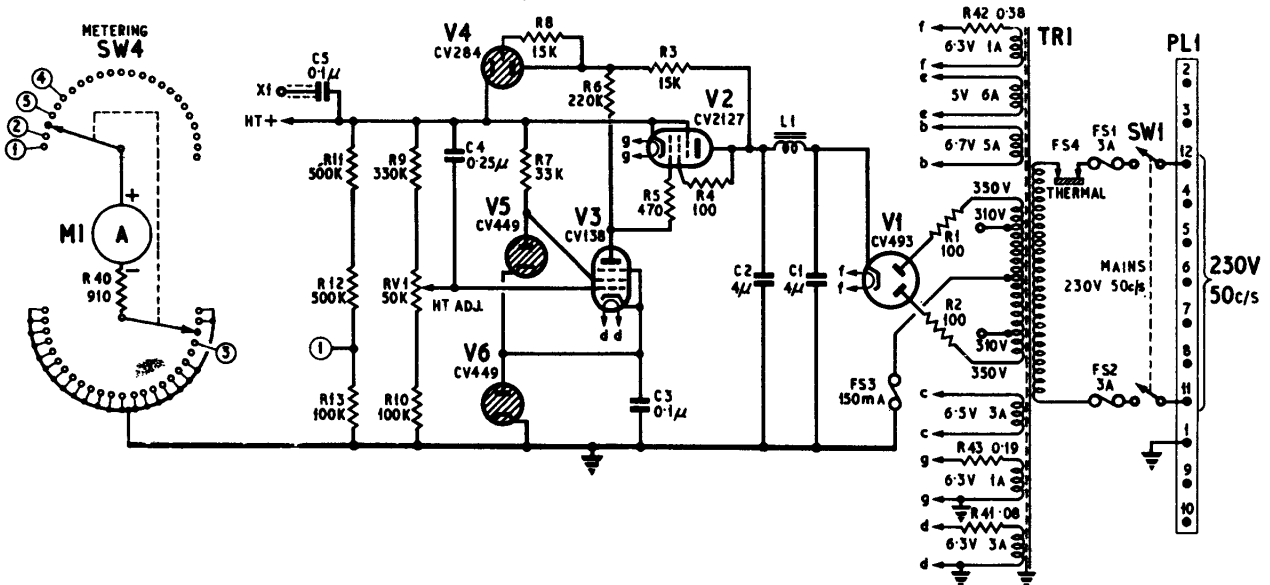 METERING
SW4
4
5
2
1
+
M1
A
R40
910
-
3
X1
C5
0·1μ
HT+
R11
500K
R12
500K
1
R13
100K
R9
330K
RV1
50K
HT ADJ.
R10
100K
C4
0·25μ
V4
CV284
R8
15K
R3
15K
R6
220K
R7
33K
V5
CV449
V3
CV138
d d
V6
CV449
C3
0·1μ
V2
CV2127
g
g
R5
470
R4
100
L1
C2
4μ
C1
4μ
V1
CV493
f
f
R1
100
R2
100
350V
310V
310V
350V
FS3
150mA
f
R42 0·38
6·3V 1A
f
e
5V 6A
e
b
6·7V 5A
b
c
6·5V 3A
c
g
R43 0·19
6·3V 1A
g
d
R41·08
6·3V 3A
d
TR1
FS4
THERMAL
FS1
3A
SW1
MAINS
230V 50c/s
FS2
3A
PL1
2
3
12
4
5
6
7
8
11
1
9
10
230V
50c/s